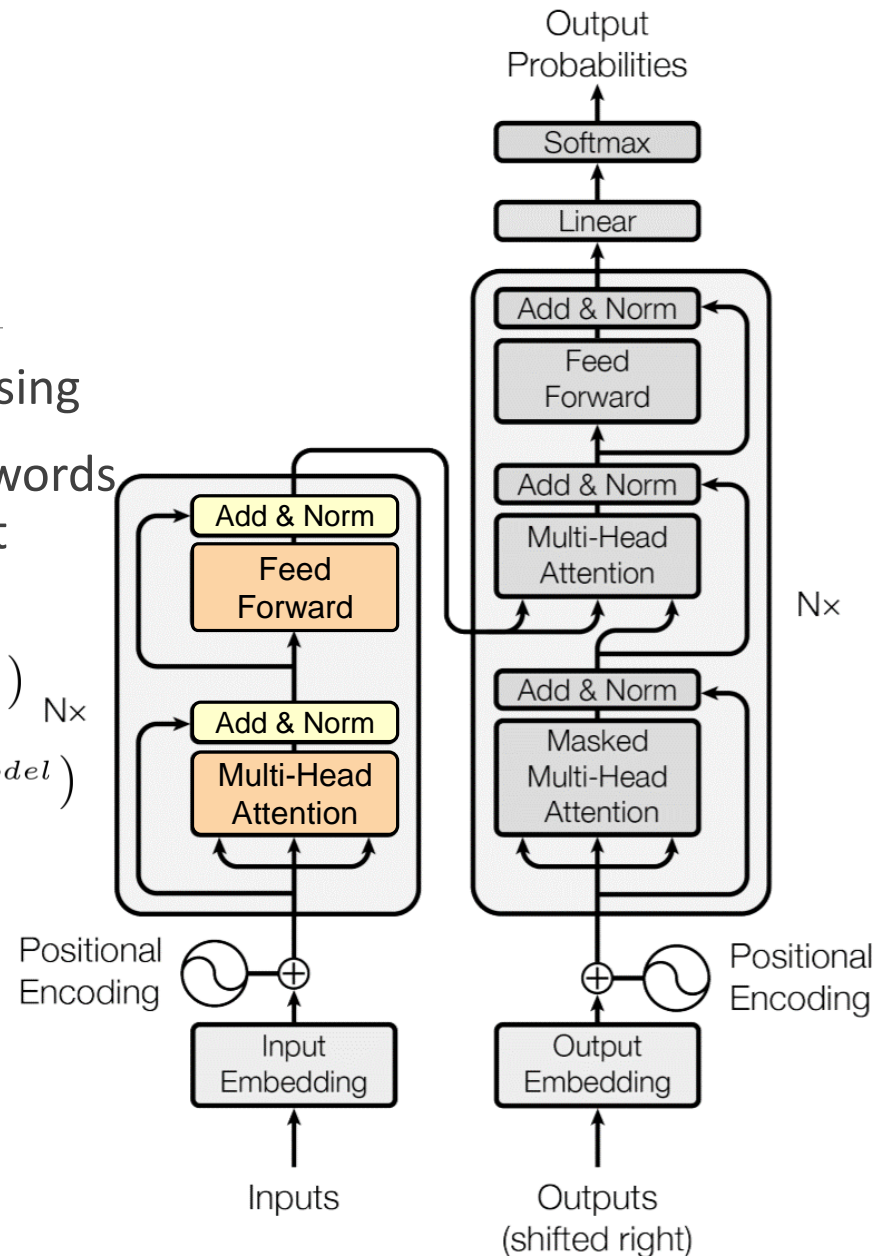 Output
Probabilities
Softmax
Linear
Add & Norm
Feed
Forward
Add & Norm
Multi-Head
Attention
Nx
Add & Norm
Masked
Multi-Head
Attention
Positional
Encoding
Output
Embedding
Outputs
(shifted right)
words
Add & Norm
Feed
Forward
)
Nx
Add & Norm
)
Multi-Head
Attention
Positional
Encoding
Input
Embedding
Inputs